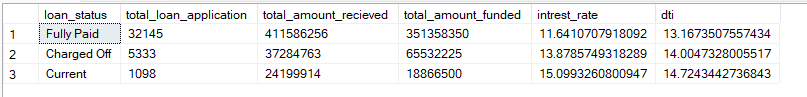 loan_status total_loan_application total_amount_recieved total_amount_funded intrest_rate dti
1 Fully Paid 32145 411586256 351358350 11.6410707918092 13.1673507557434
2 Charged Off 5333 37284763 65532225 13.8785749318289 14.0047328005517
3 Current 1098 24199914 18866500 15.0993260800947 14.7243442736843